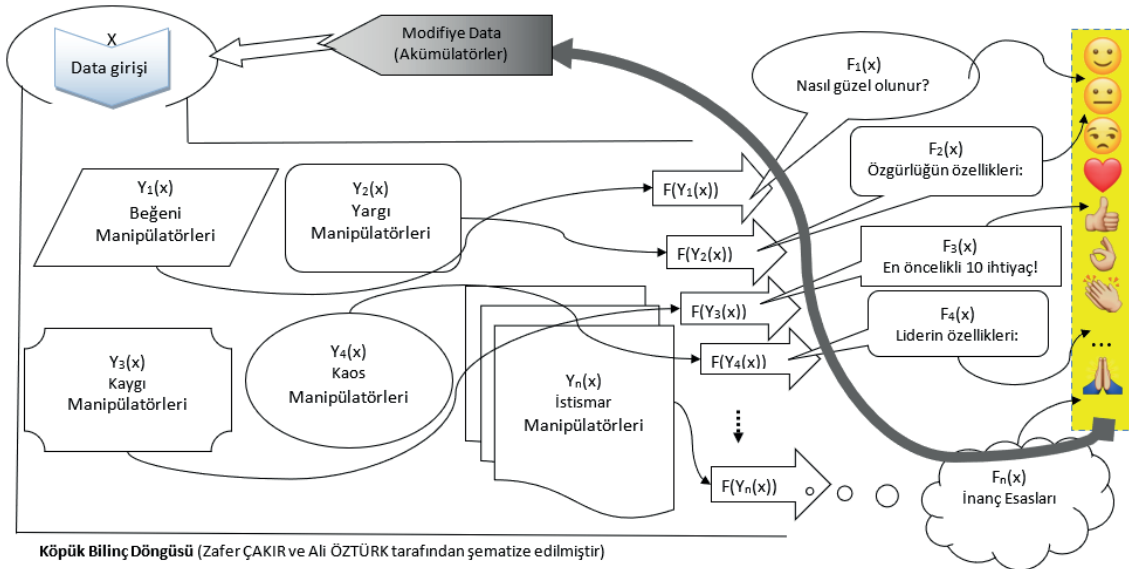 X
Data girişi
Modifiye Data
(Akümülatörler)
F₁(x)
Nasıl güzel olunur?
F₂(x)
Özgürlüğün özellikleri:
Y₁(x)
Beğeni
Manipülatörleri
Y₂(x)
Yargı
Manipülatörleri
F(Y₁(x))
F(Y₂(x))
F₃(x)
En öncelikli 10 ihtiyaç!
F(Y₃(x))
F₄(x)
Liderin özellikleri:
Y₃(x)
Kaygı
Manipülatörleri
Y₄(x)
Kaos
Manipülatörleri
F(Y₄(x))
Yₙ(x)
İstismar
Manipülatörleri
...
F(Yₙ(x))
Fₙ(x)
İnanç Esasları
Köpük Bilinç Döngüsü (Zafer ÇAKIR ve Ali ÖZTÜRK tarafından şematize edilmiştir)